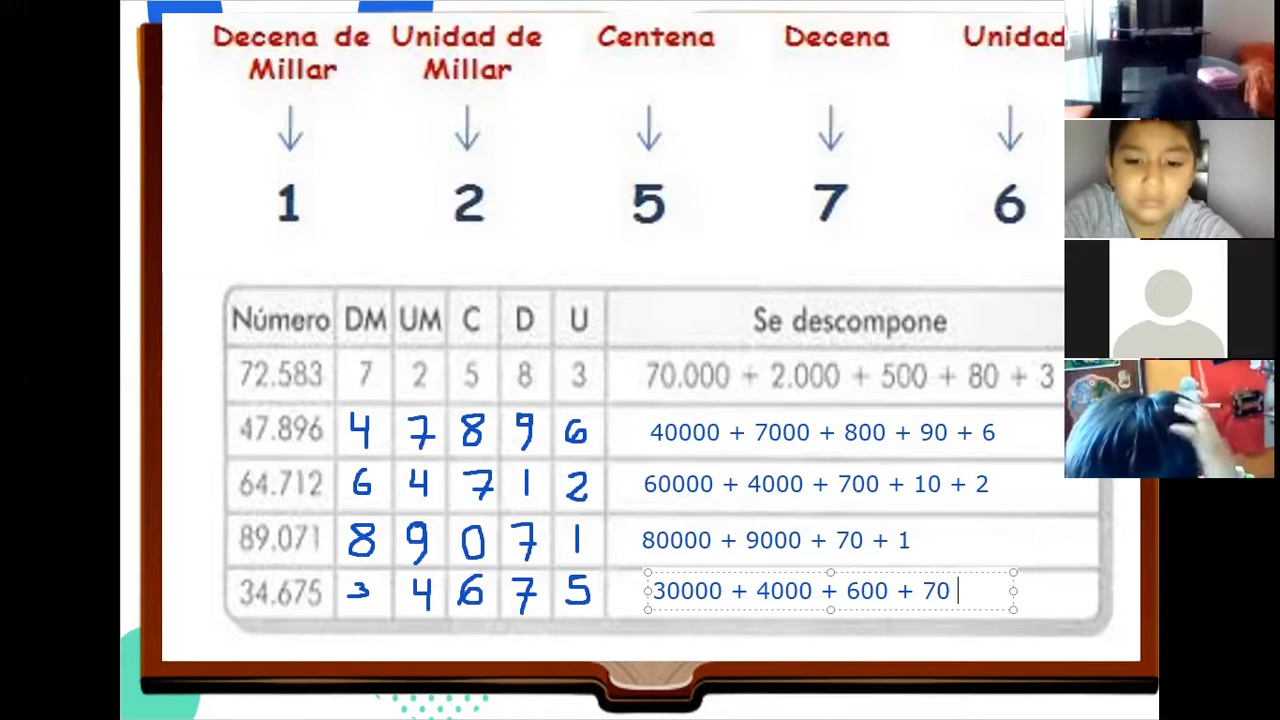 Decena de Millar Unidad de Millar Centena Decena Unidad
1 2 5 7 6
Número DM UM C D U Se descompone
72.583 7 2 5 8 3 70.000 + 2.000 + 500 + 80 + 3
47.896 4 7 8 9 6 40000 + 7000 + 800 + 90 + 6
64.712 6 4 7 1 2 60000 + 4000 + 700 + 10 + 2
89.071 8 9 0 7 1 80000 + 9000 + 70 + 1
34.675 3 4 6 7 5 30000 + 4000 + 600 + 70